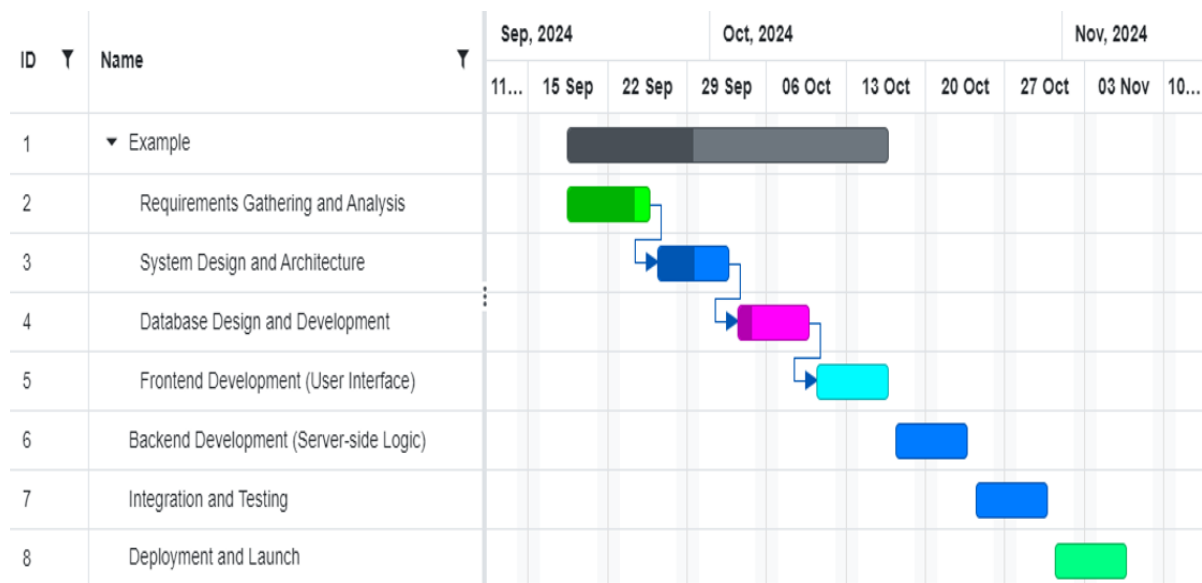 ID Name
Sep, 2024 Oct, 2024 Nov, 2024
11... 15 Sep 22 Sep 29 Sep 06 Oct 13 Oct 20 Oct 27 Oct 03 Nov 10...
1 Example
2 Requirements Gathering and Analysis
3 System Design and Architecture
4 Database Design and Development
5 Frontend Development (User Interface)
6 Backend Development (Server-side Logic)
7 Integration and Testing
8 Deployment and Launch